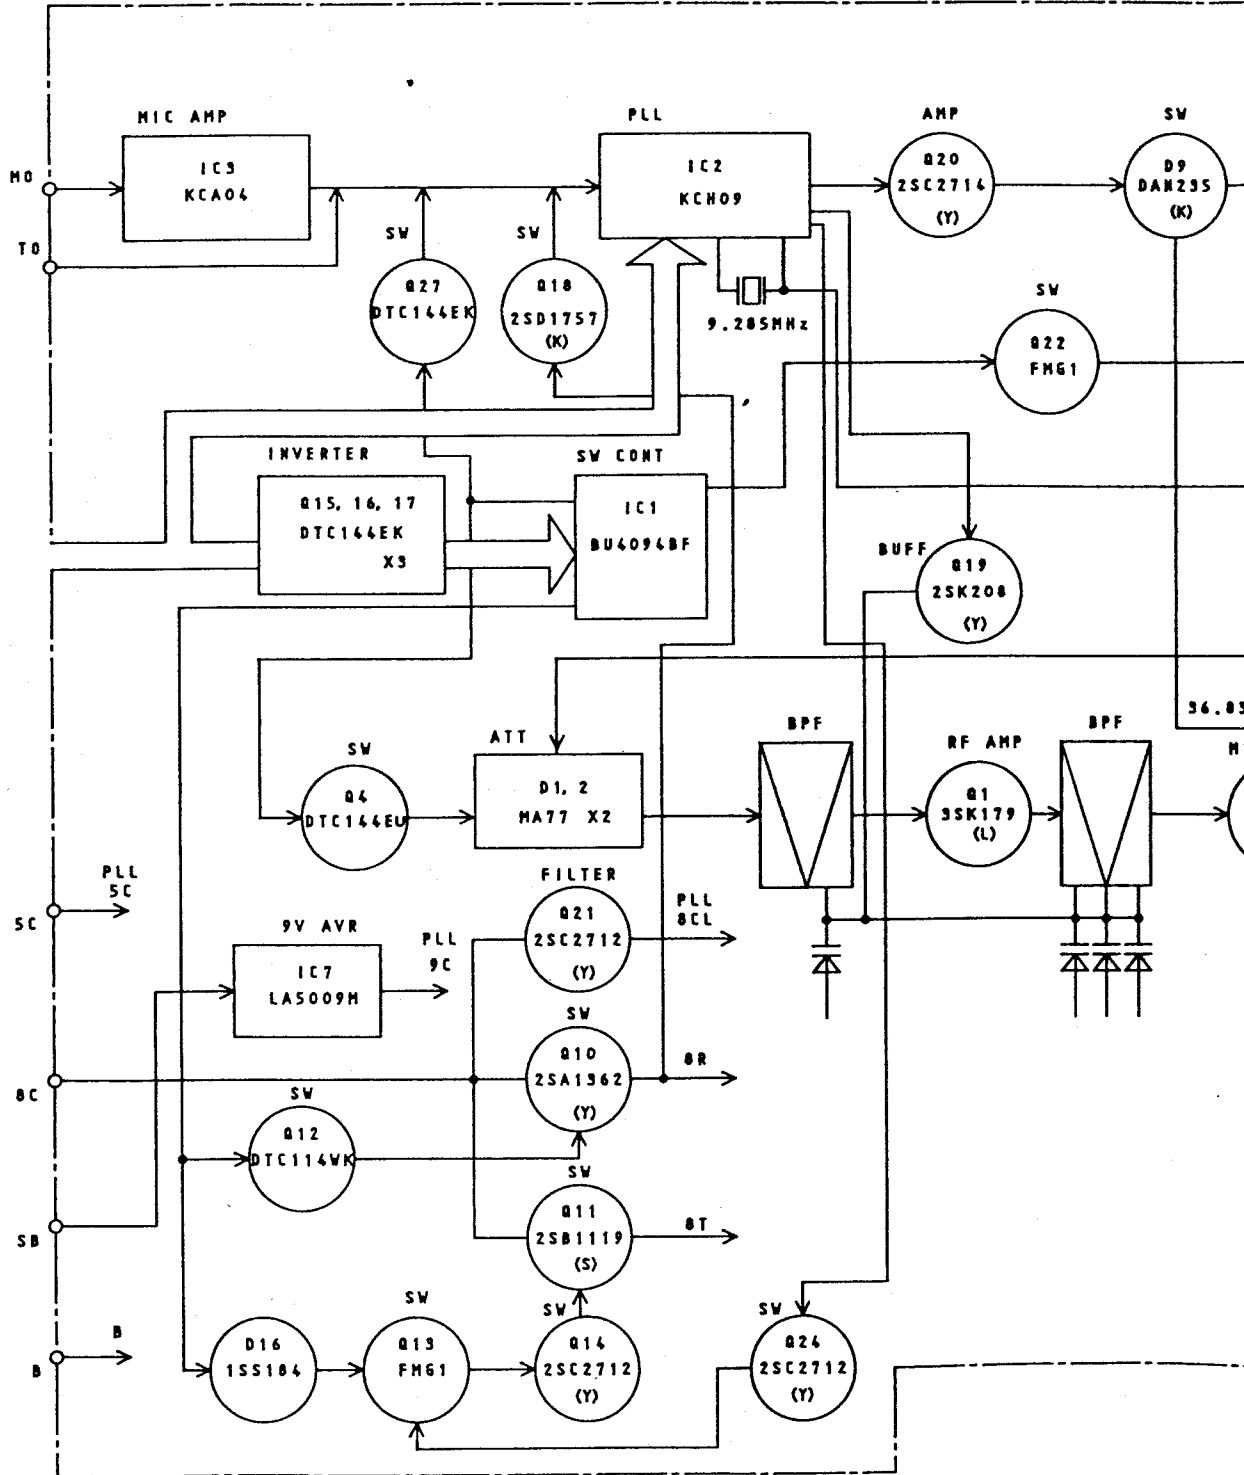 MIC AMP
PLL
AMP
SW
MO
IC3
KCA04
IC2
KCH09
Q20
2SC2714
(Y)
D9
DAN235
(K)
TO
SW
SW
Q27
DTC144EK
Q18
2SD1757
(K)
9.285MHz
SW
Q22
FMG1
INVERTER
SW CONT
Q15, 16, 17
DTC144EK
X3
IC1
BU4094BF
BUFF
Q19
2SK208
(Y)
36.83
SW
ATT
BPF
RF AMP
BPF
M
Q4
DTC144EU
D1, 2
MA77 X2
Q1
3SK179
(L)
PLL
5C
5C
FILTER
Q21
2SC2712
(Y)
PLL
8CL
9V AVR
IC7
LA5009M
PLL
9C
SW
Q10
2SA1362
(Y)
8R
8C
SW
Q12
DTC114WK
SW
Q11
2SB1119
(S)
8T
SB
SW
SW
SW
B
B
D16
1SS184
Q13
FMG1
Q14
2SC2712
(Y)
Q24
2SC2712
(Y)